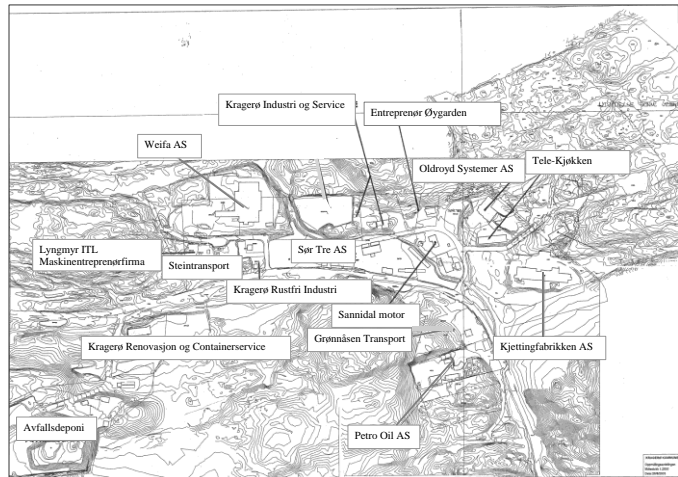 Kragerø Industri og Service
Entreprenør Øygarden
Weifa AS
Oldroyd Systemer AS
Tele-Kjøkken
Lyngmyr ITL
Maskinentreprenørfirma
Sør Tre AS
Steintransport
Kragerø Rustfri Industri
Sannidal motor
Grønnåsen Transport
Kragerø Renovasjon og Containerservice
Kjettingfabrikken AS
Avfallsdeponi
Petro Oil AS